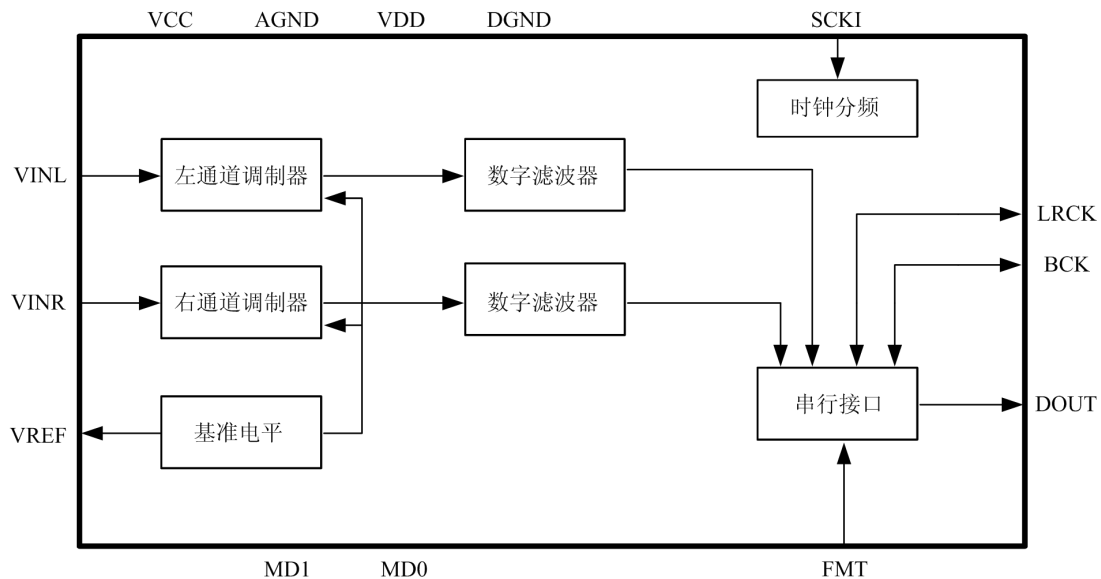 VCC AGND VDD DGND SCKI
时钟分频
VINL 左通道调制器 数字滤波器
LRCK
BCK
VINR 右通道调制器 数字滤波器
串行接口 DOUT
VREF 基准电平
MD1 MD0 FMT